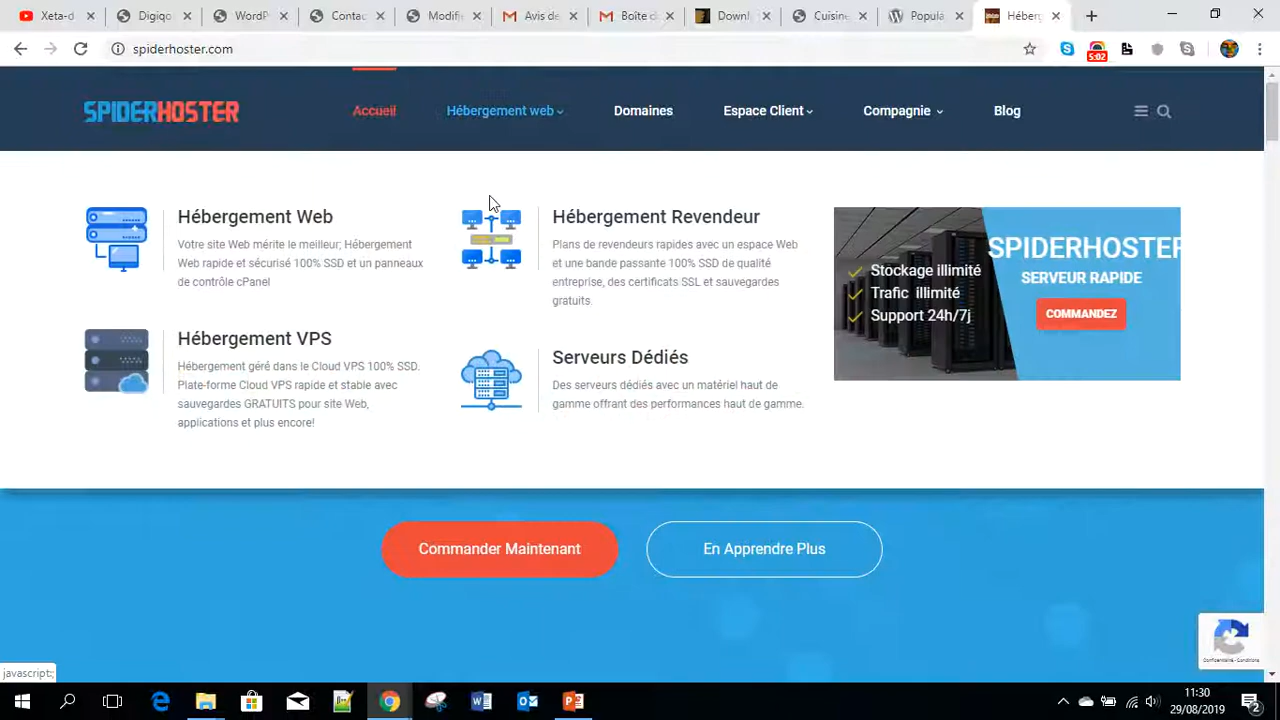 Xeta-d
Digiqo
WordP
Contac
Modifie
Avis de
Boîte d
Downl
Cuisine
Popula
Héber
spiderhoster.com
5:02
SPIDERHOSTER
Accueil
Hébergement web
Domaines
Espace Client
Compagnie
Blog
Hébergement Web
Votre site Web mérite le meilleur; Hébergement
Web rapide et sécurisé 100% SSD et un panneaux
de contrôle cPanel
Hébergement Revendeur
Plans de revendeurs rapides avec un espace Web
et une bande passante 100% SSD de qualité
entreprise, des certificats SSL et sauvegardes
gratuits.
Hébergement VPS
Hébergement géré dans le Cloud VPS 100% SSD.
Plate-forme Cloud VPS rapide et stable avec
sauvegardes GRATUITS pour site Web,
applications et plus encore!
Serveurs Dédiés
Des serveurs dédiés avec un matériel haut de
gamme offrant des performances haut de gamme.
SPIDERHOSTER
SERVEUR RAPIDE
COMMANDEZ
Stockage illimité
Trafic illimité
Support 24h/7j
Commander Maintenant
En Apprendre Plus
Confidentialité - Conditions
javascript:;
11:30
29/08/2019
2